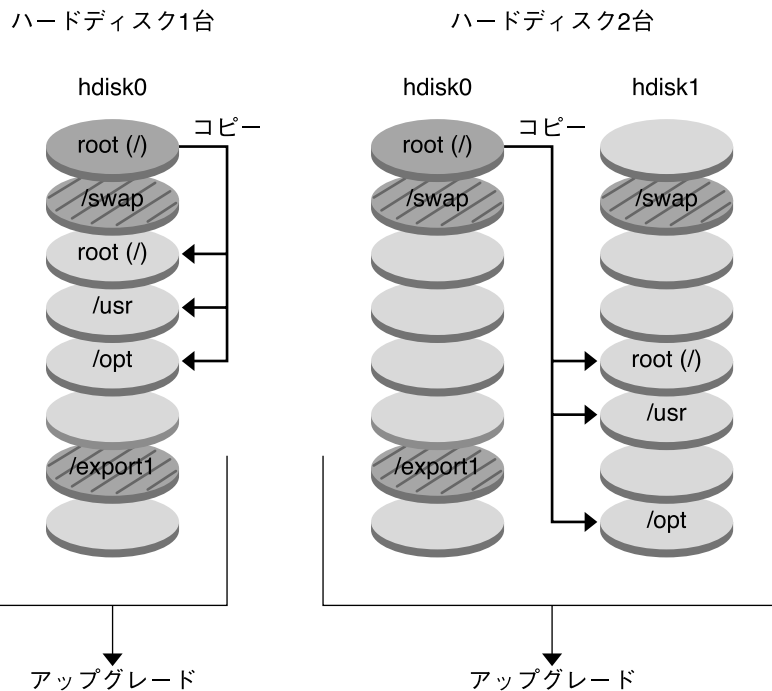 ハードディスク1台
hdisk0
コピー
root (/)
/swap
root (/)
/usr
/opt
/export1
アップグレード
ハードディスク2台
hdisk0
hdisk1
コピー
root (/)
/swap
/export1
/swap
root (/)
/usr
/opt
アップグレード